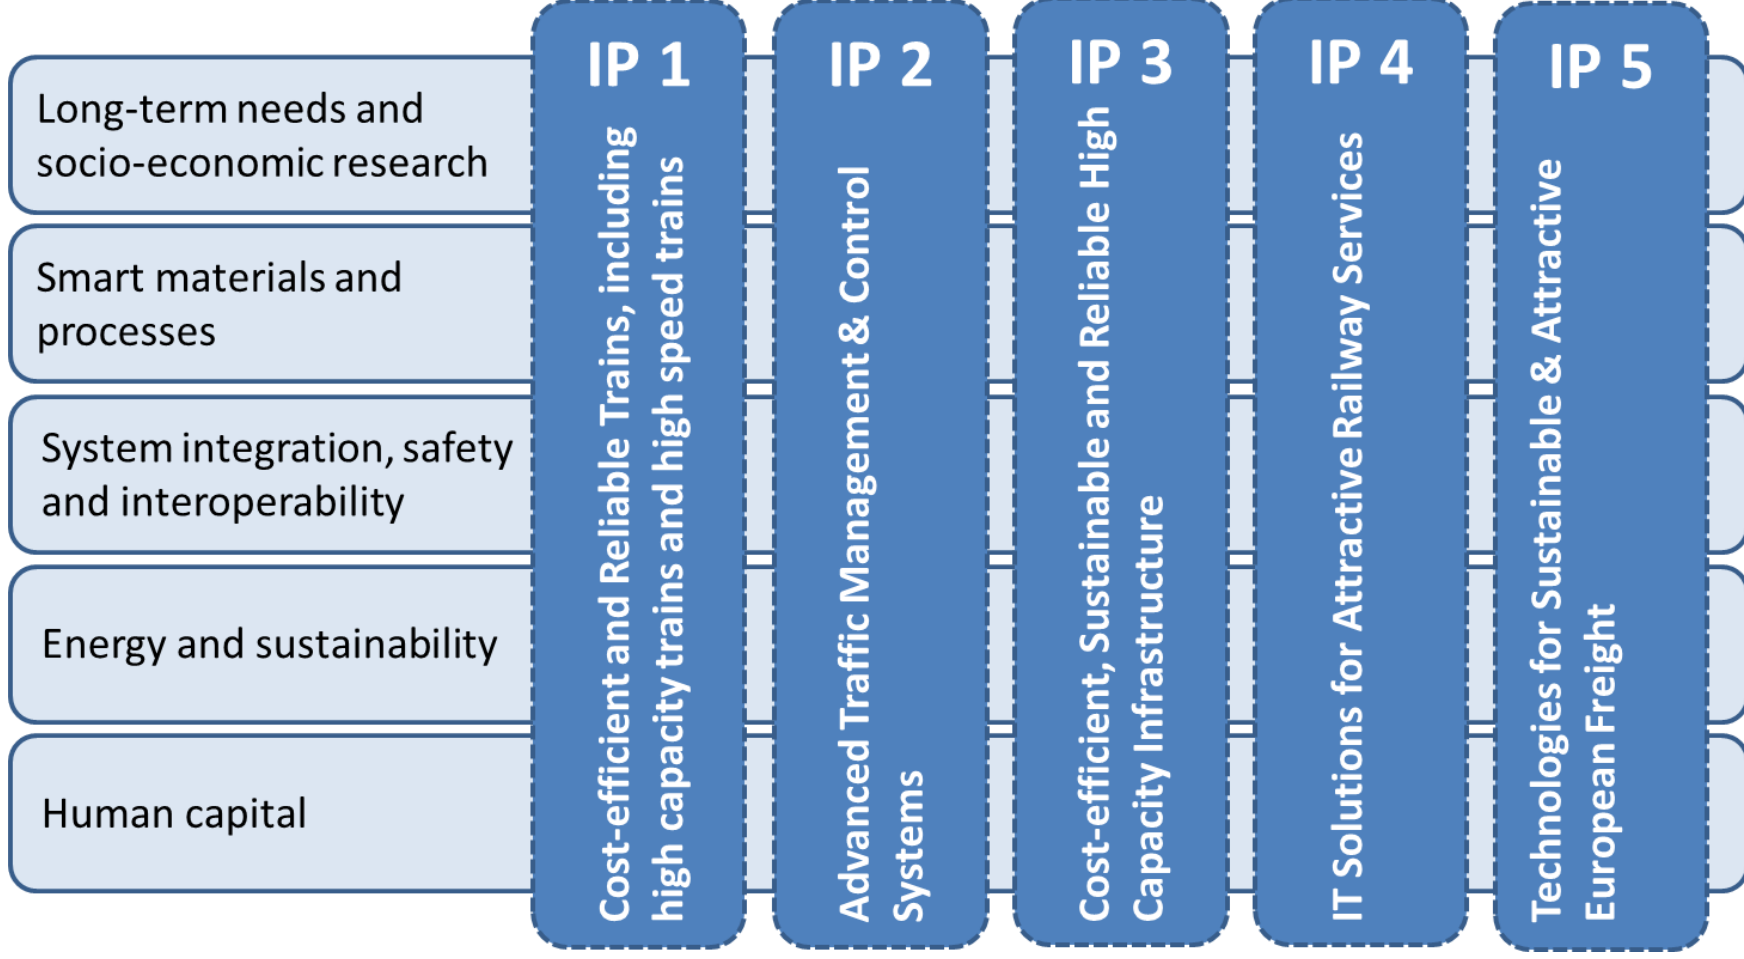 Long-term needs and
socio-economic research
Smart materials and
processes
System integration, safety
and interoperability
Energy and sustainability
Human capital
IP 1
Cost-efficient and Reliable Trains, including
high capacity trains and high speed trains
IP 2
Advanced Traffic Management & Control
Systems
IP 3
Cost-efficient, Sustainable and Reliable High
Capacity Infrastructure
IP 4
IT Solutions for Attractive Railway Services
IP 5
Technologies for Sustainable & Attractive
European Freight